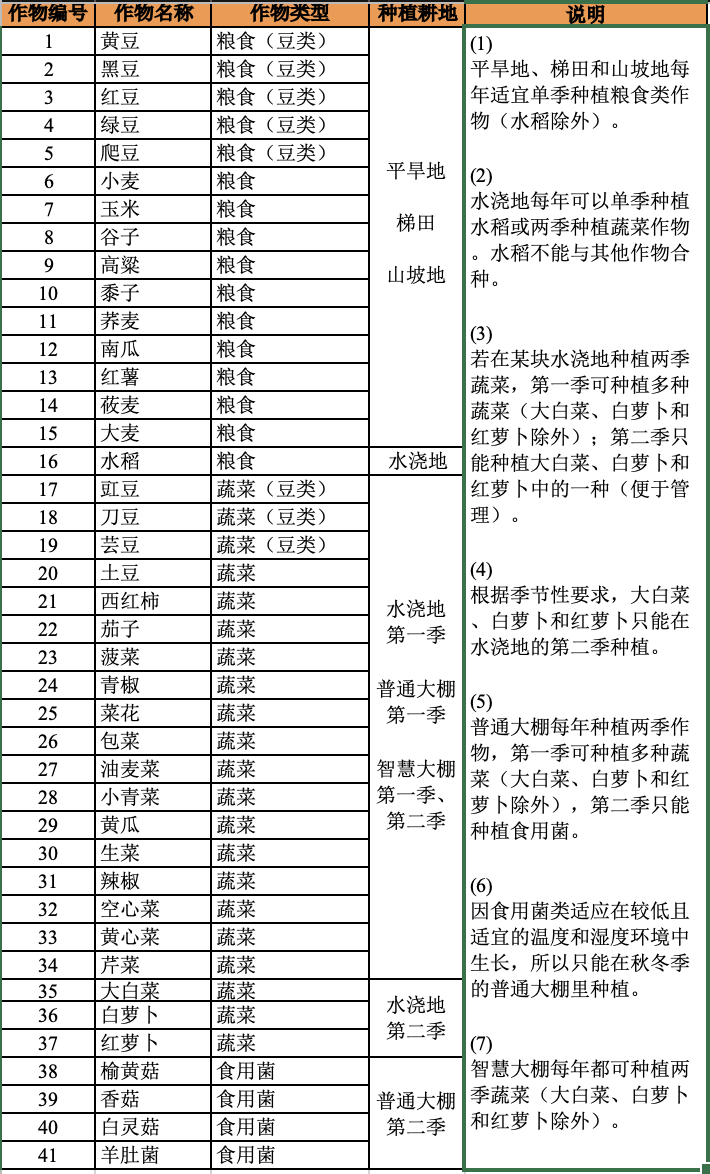 作物编号 作物名称 作物类型 种植耕地 说明
1 黄豆 粮食（豆类）
2 黑豆 粮食（豆类）
3 红豆 粮食（豆类）
4 绿豆 粮食（豆类）
5 爬豆 粮食（豆类）
6 小麦 粮食
7 玉米 粮食
8 谷子 粮食
9 高粱 粮食
10 黍子 粮食
11 荞麦 粮食
12 南瓜 粮食
13 红薯 粮食
14 莜麦 粮食
15 大麦 粮食
平旱地
梯田
山坡地
16 水稻 粮食 水浇地
17 豇豆 蔬菜（豆类）
18 刀豆 蔬菜（豆类）
19 芸豆 蔬菜（豆类）
20 土豆 蔬菜
21 西红柿 蔬菜
22 茄子 蔬菜
23 菠菜 蔬菜
24 青椒 蔬菜
25 菜花 蔬菜
26 包菜 蔬菜
27 油麦菜 蔬菜
28 小青菜 蔬菜
29 黄瓜 蔬菜
30 生菜 蔬菜
31 辣椒 蔬菜
32 空心菜 蔬菜
33 黄心菜 蔬菜
34 芹菜 蔬菜
水浇地
第一季
普通大棚
第一季
智慧大棚
第一季、
第二季
35 大白菜 蔬菜
36 白萝卜 蔬菜
37 红萝卜 蔬菜
水浇地
第二季
38 榆黄菇 食用菌
39 香菇 食用菌
40 白灵菇 食用菌
41 羊肚菌 食用菌
普通大棚
第二季
(1)
平旱地、梯田和山坡地每
年适宜单季种植粮食类作
物（水稻除外）。
(2)
水浇地每年可以单季种植
水稻或两季种植蔬菜作物
。水稻不能与其他作物合
种。
(3)
若在某块水浇地种植两季
蔬菜，第一季可种植多种
蔬菜（大白菜、白萝卜和
红萝卜除外）；第二季只
能种植大白菜、白萝卜和
红萝卜中的一种（便于管
理）。
(4)
根据季节性要求，大白菜
、白萝卜和红萝卜只能在
水浇地的第二季种植。
(5)
普通大棚每年种植两季作
物，第一季可种植多种蔬
菜（大白菜、白萝卜和红
萝卜除外），第二季只能
种植食用菌。
(6)
因食用菌类适应在较低且
适宜的温度和湿度环境中
生长，所以只能在秋冬季
的普通大棚里种植。
(7)
智慧大棚每年都可种植两
季蔬菜（大白菜、白萝卜
和红萝卜除外）。